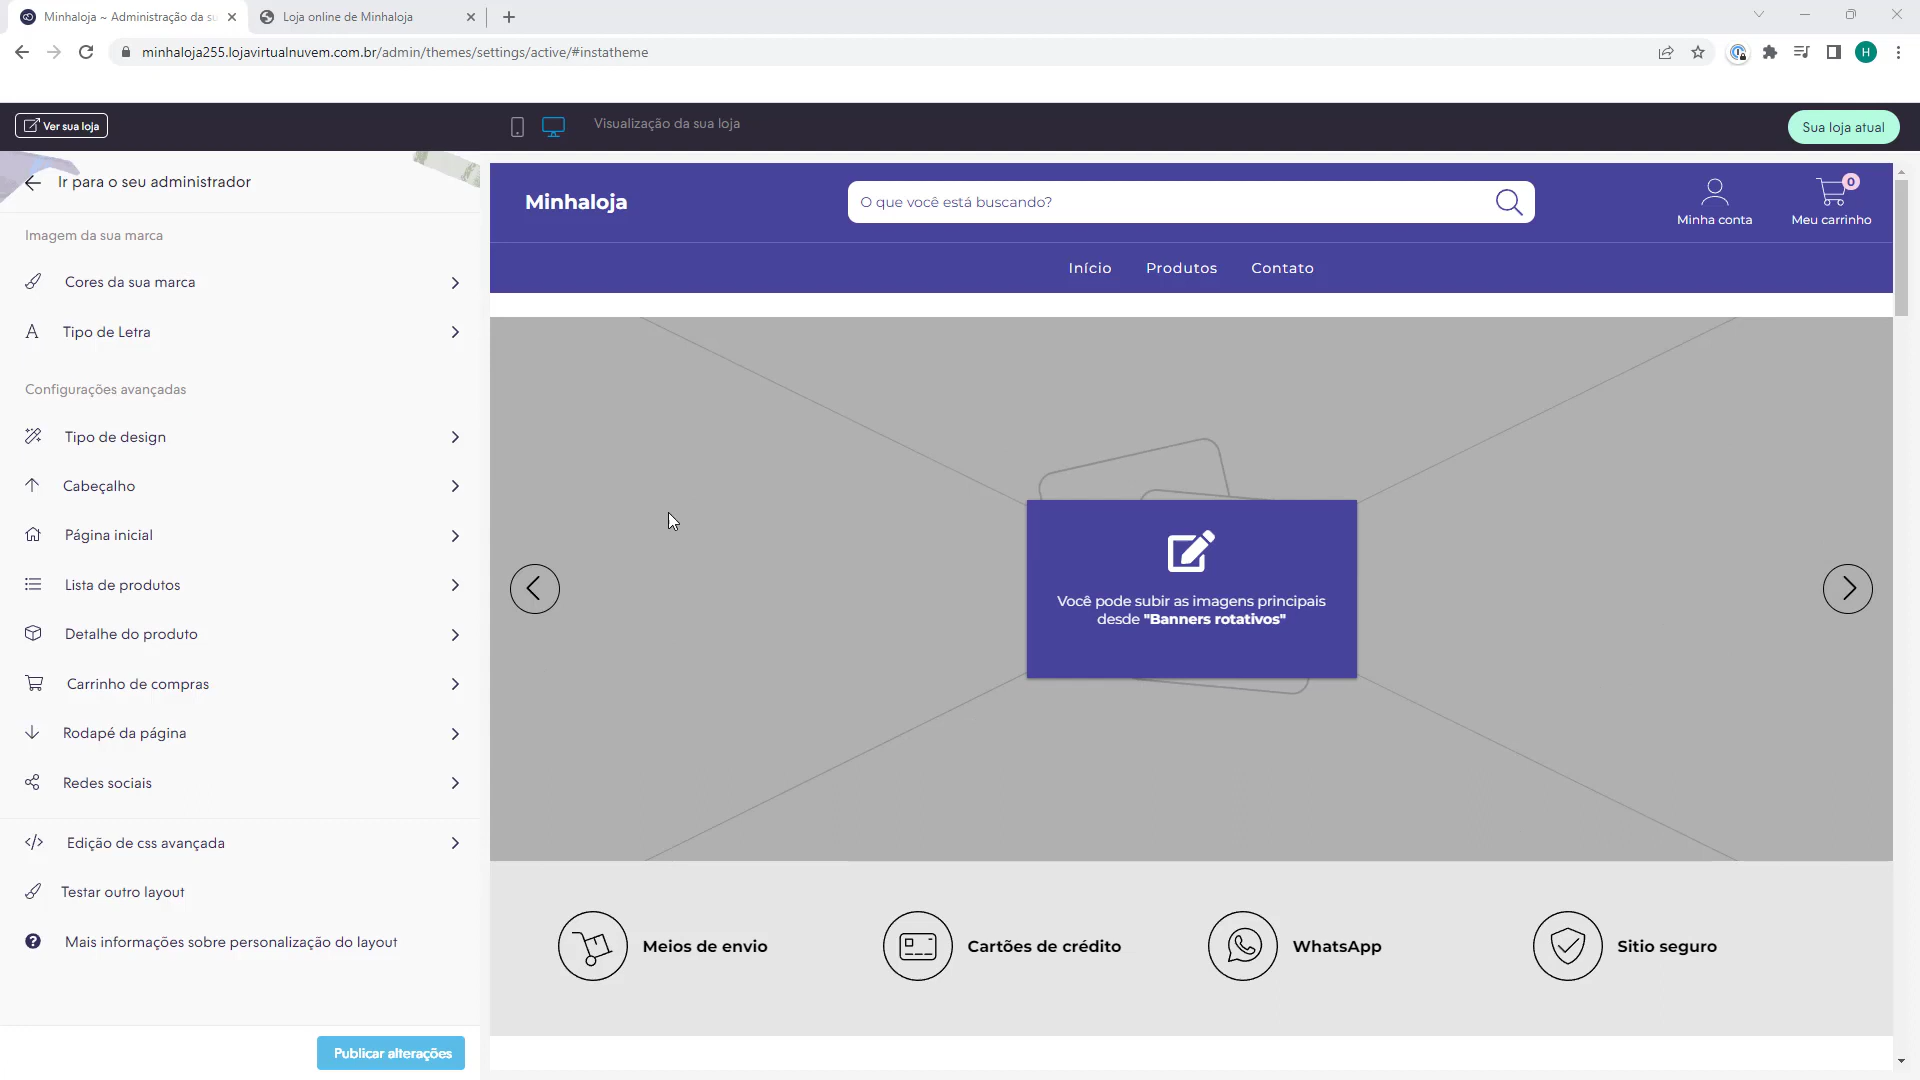 Minhaloja ~ Administração da su
Loja online de Minhaloja
minhaloja255.lojavirtualnuvem.com.br/admin/themes/settings/active/#instatheme
H
Ver sua loja
Visualização da sua loja
Sua loja atual
Ir para o seu administrador
Imagem da sua marca
Cores da sua marca
Tipo de Letra
Configurações avançadas
Tipo de design
Cabeçalho
Página inicial
Lista de produtos
Detalhe do produto
Carrinho de compras
Rodapé da página
Redes sociais
Edição de css avançada
Testar outro layout
Mais informações sobre personalização do layout
Publicar alterações
Minhaloja
O que você está buscando?
Minha conta
0
Meu carrinho
Início Produtos Contato
Você pode subir as imagens principais
desde "Banners rotativos"
Meios de envio
Cartões de crédito
WhatsApp
Sitio seguro